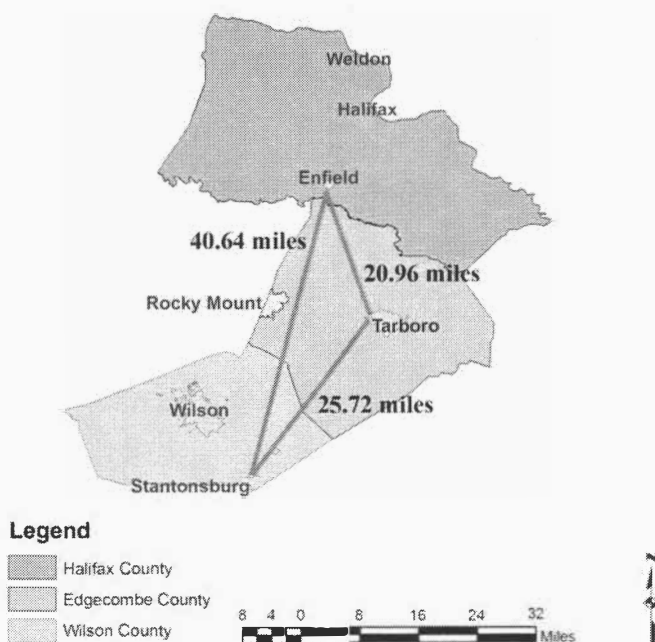 Weldon
Halifax
Enfield
40.64 miles
20.96 miles
Rocky Mount
Tarboro
Wilson
25.72 miles
Stantonsburg
Legend
Halifax County
Edgecombe County
Wilson County
8 4 0 8 16 24 32
Miles
N